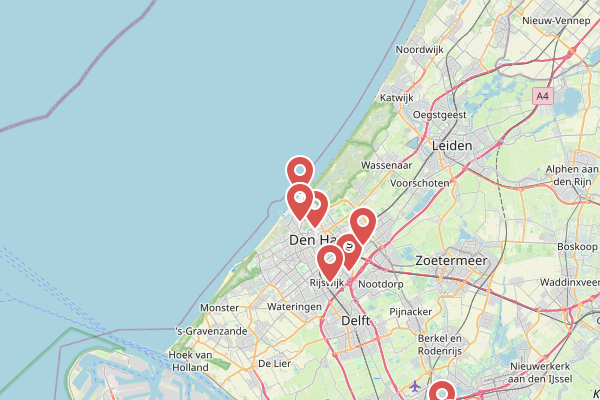 Nieuw-Vennep
Noordwijk
Katwijk
A4
Oegstgeest
Leiden
Wassenaar
Alphen aan
den Rijn
Voorschoten
Den Haag
Boskoop
Zoetermeer
Rijswijk
Nootdorp
Waddinxveen
Monster
Wateringen
Pijnacker
Delft
's-Gravenzande
Berkel en
Rodenrijs
Hoek van
Holland
De Lier
Nieuwerkerk
aan den IJssel